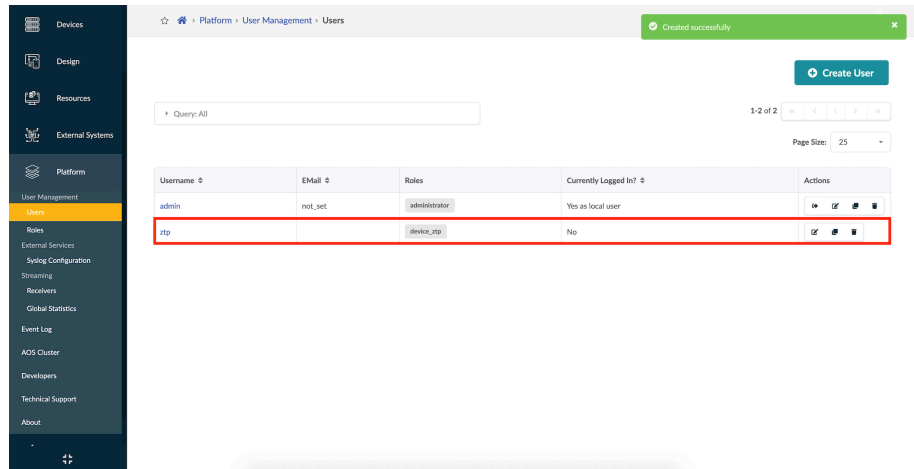 Devices
Design
Resources
External Systems
Platform
User Management
Users
Roles
External Services
Syslog Configuration
Streaming
Receivers
Global Statistics
Event Log
AOS Cluster
Developers
Technical Support
About
Platform › User Management › Users
Created successfully
Create User
Query: All
1-2 of 2
1
Page Size: 25
Username EMail Roles Currently Logged In? Actions
admin not_set administrator Yes as local user
ztp device_ztp No